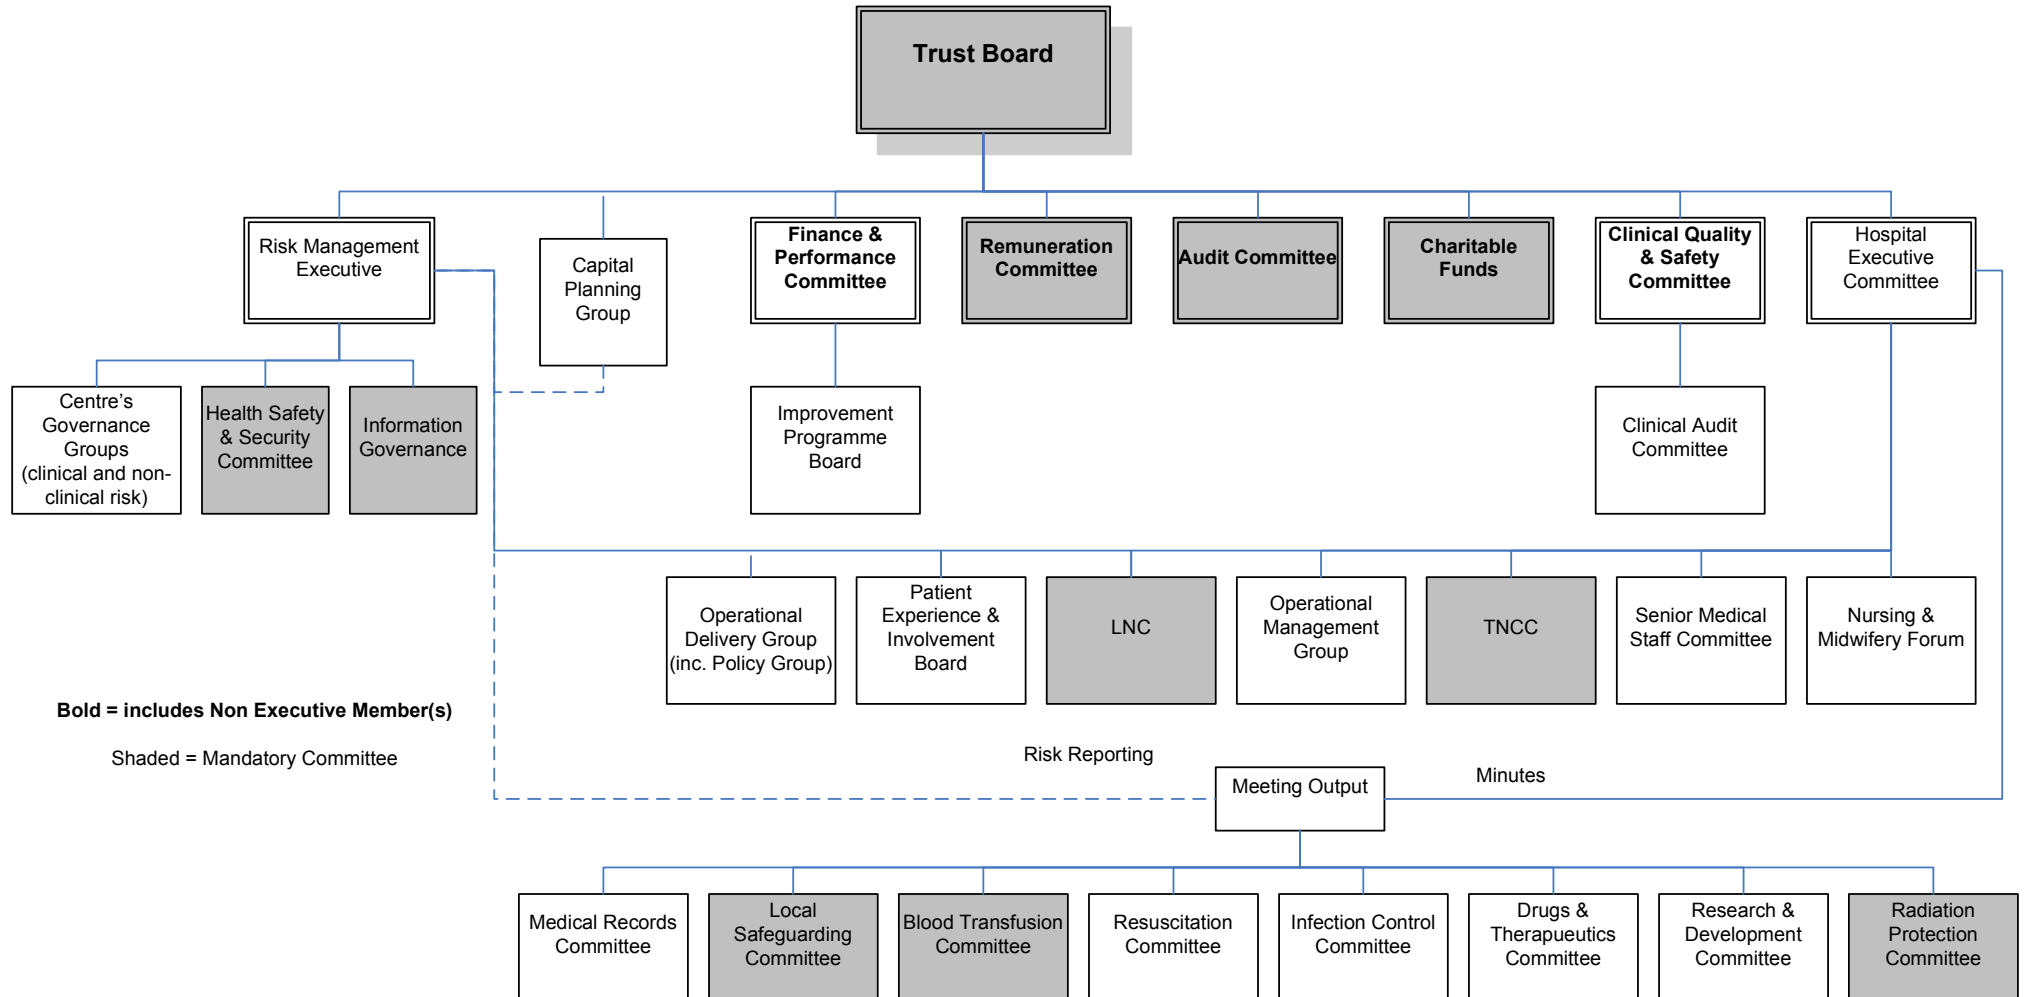 Trust Board
Risk Management
Executive
Capital
Planning
Group
Finance &
Performance
Committee
Remuneration
Committee
Audit Committee
Charitable
Funds
Clinical Quality
& Safety
Committee
Hospital
Executive
Committee
Centre's
Governance
Groups
(clinical and non-
clinical risk)
Health Safety
& Security
Committee
Information
Governance
Improvement
Programme
Board
Clinical Audit
Committee
Operational
Delivery Group
(inc. Policy Group)
Patient
Experience &
Involvement
Board
LNC
Operational
Management
Group
TNCC
Senior Medical
Staff Committee
Nursing &
Midwifery Forum
Bold = includes Non Executive Member(s)
Shaded = Mandatory Committee
Risk Reporting
Meeting Output
Minutes
Medical Records
Committee
Local
Safeguarding
Committee
Blood Transfusion
Committee
Resuscitation
Committee
Infection Control
Committee
Drugs &
Therapueutics
Committee
Research &
Development
Committee
Radiation
Protection
Committee